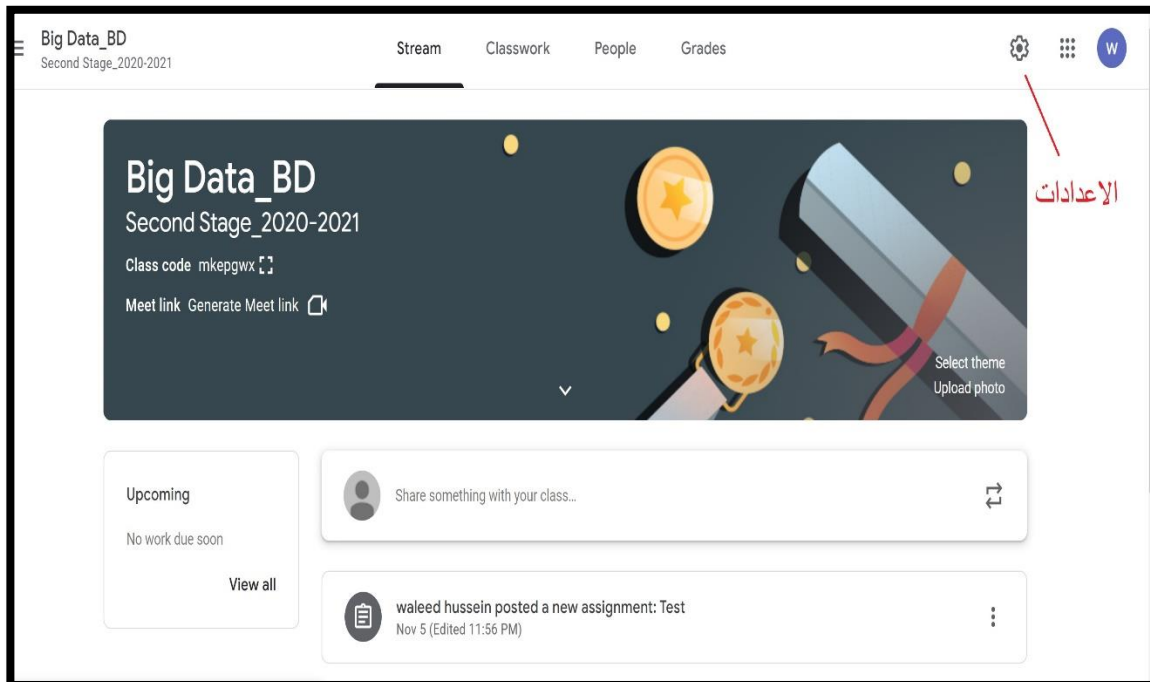 Big Data_BD
Second Stage_2020-2021
Stream Classwork People Grades
W
الاعدادات
Big Data_BD
Second Stage_2020-2021
Class code mkepgwx
Meet link Generate Meet link
Select theme
Upload photo
Upcoming
No work due soon
View all
Share something with your class...
waleed hussein posted a new assignment: Test
Nov 5 (Edited 11:56 PM)